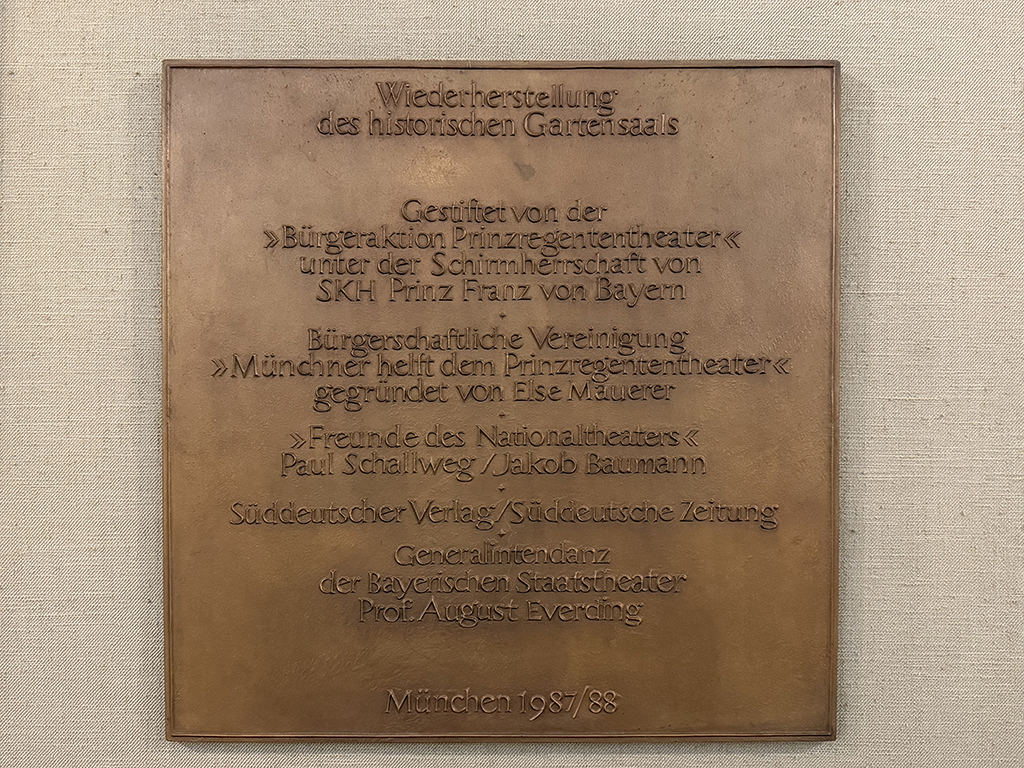 Wiederherstellung
des historischen Gartensaals
Gestiftet von der
»Bürgeraktion Prinzregententheater«
unter der Schirmherrschaft von
SKH Prinz Franz von Bayern
Bürgerschaftliche Vereinigung
»Münchner helft dem Prinzregententheater«
gegründet von Else Mauerer
»Freunde des Nationaltheaters«
Paul Schallweg/Jakob Baumann
Süddeutscher Verlag/Süddeutsche Zeitung
Generalintendanz
der Bayerischen Staatstheater
Prof. August Everding
München 1987/88